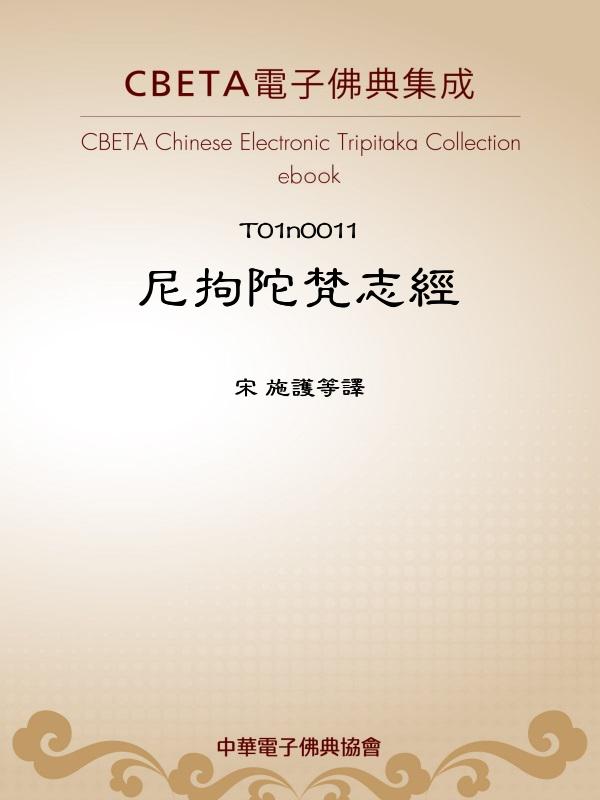 CBETA電子佛典集成
CBETA Chinese Electronic Tripitaka Collection
ebook
T01n0011
尼拘陀梵志經
宋 施護等譯
中華電子佛典協會